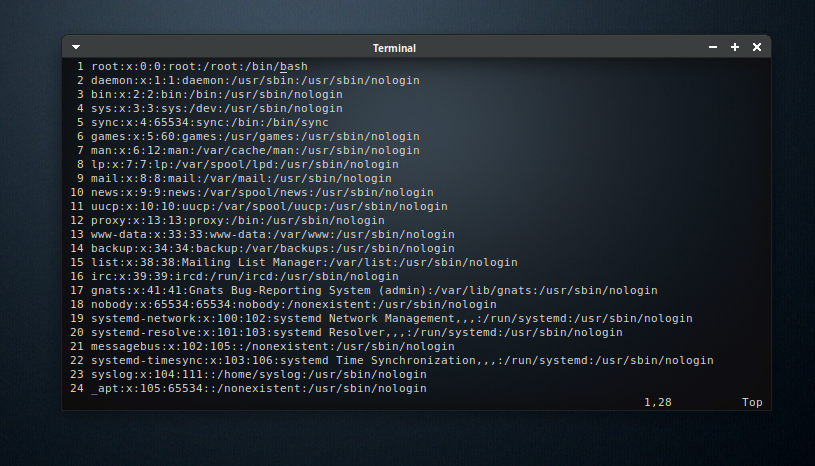 Terminal
1 root:x:0:0:root:/root:/bin/bash
2 daemon:x:1:1:daemon:/usr/sbin:/usr/sbin/nologin
3 bin:x:2:2:bin:/bin:/usr/sbin/nologin
4 sys:x:3:3:sys:/dev:/usr/sbin/nologin
5 sync:x:4:65534:sync:/bin:/bin/sync
6 games:x:5:60:games:/usr/games:/usr/sbin/nologin
7 man:x:6:12:man:/var/cache/man:/usr/sbin/nologin
8 lp:x:7:7:lp:/var/spool/lpd:/usr/sbin/nologin
9 mail:x:8:8:mail:/var/mail:/usr/sbin/nologin
10 news:x:9:9:news:/var/spool/news:/usr/sbin/nologin
11 uucp:x:10:10:uucp:/var/spool/uucp:/usr/sbin/nologin
12 proxy:x:13:13:proxy:/bin:/usr/sbin/nologin
13 www-data:x:33:33:www-data:/var/www:/usr/sbin/nologin
14 backup:x:34:34:backup:/var/backups:/usr/sbin/nologin
15 list:x:38:38:Mailing List Manager:/var/list:/usr/sbin/nologin
16 irc:x:39:39:ircd:/run/ircd:/usr/sbin/nologin
17 gnats:x:41:41:Gnats Bug-Reporting System (admin):/var/lib/gnats:/usr/sbin/nologin
18 nobody:x:65534:65534:nobody:/nonexistent:/usr/sbin/nologin
19 systemd-network:x:100:102:systemd Network Management,,,:/run/systemd:/usr/sbin/nologin
20 systemd-resolve:x:101:103:systemd Resolver,,,:/run/systemd:/usr/sbin/nologin
21 messagebus:x:102:105::/nonexistent:/usr/sbin/nologin
22 systemd-timesync:x:103:106:systemd Time Synchronization,,,:/run/systemd:/usr/sbin/nologin
23 syslog:x:104:111::/home/syslog:/usr/sbin/nologin
24 _apt:x:105:65534::/nonexistent:/usr/sbin/nologin
1,28 Top